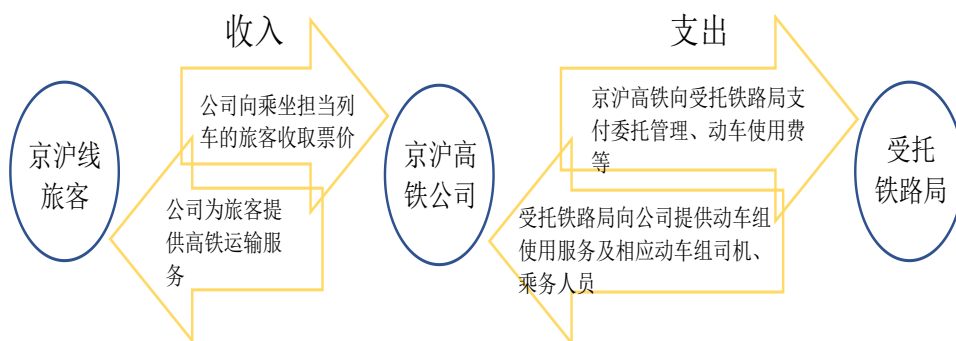 收入
支出
公司向乘坐担当列
车的旅客收取票价
京沪高铁向受托铁路局支
付委托管理、动车使用费
等
京沪线
旅客
京沪高
铁公司
受托
铁路局
公司为旅客提
供高铁运输服
务
受托铁路局向公司提供动车组
使用服务及相应动车组司机、
乘务人员